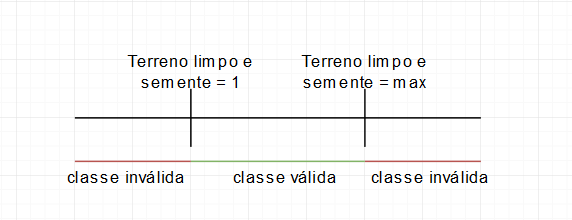 Terreno limpo e
semente = 1
Terreno limpo e
semente = max
classe inválida
classe válida
classe inválida